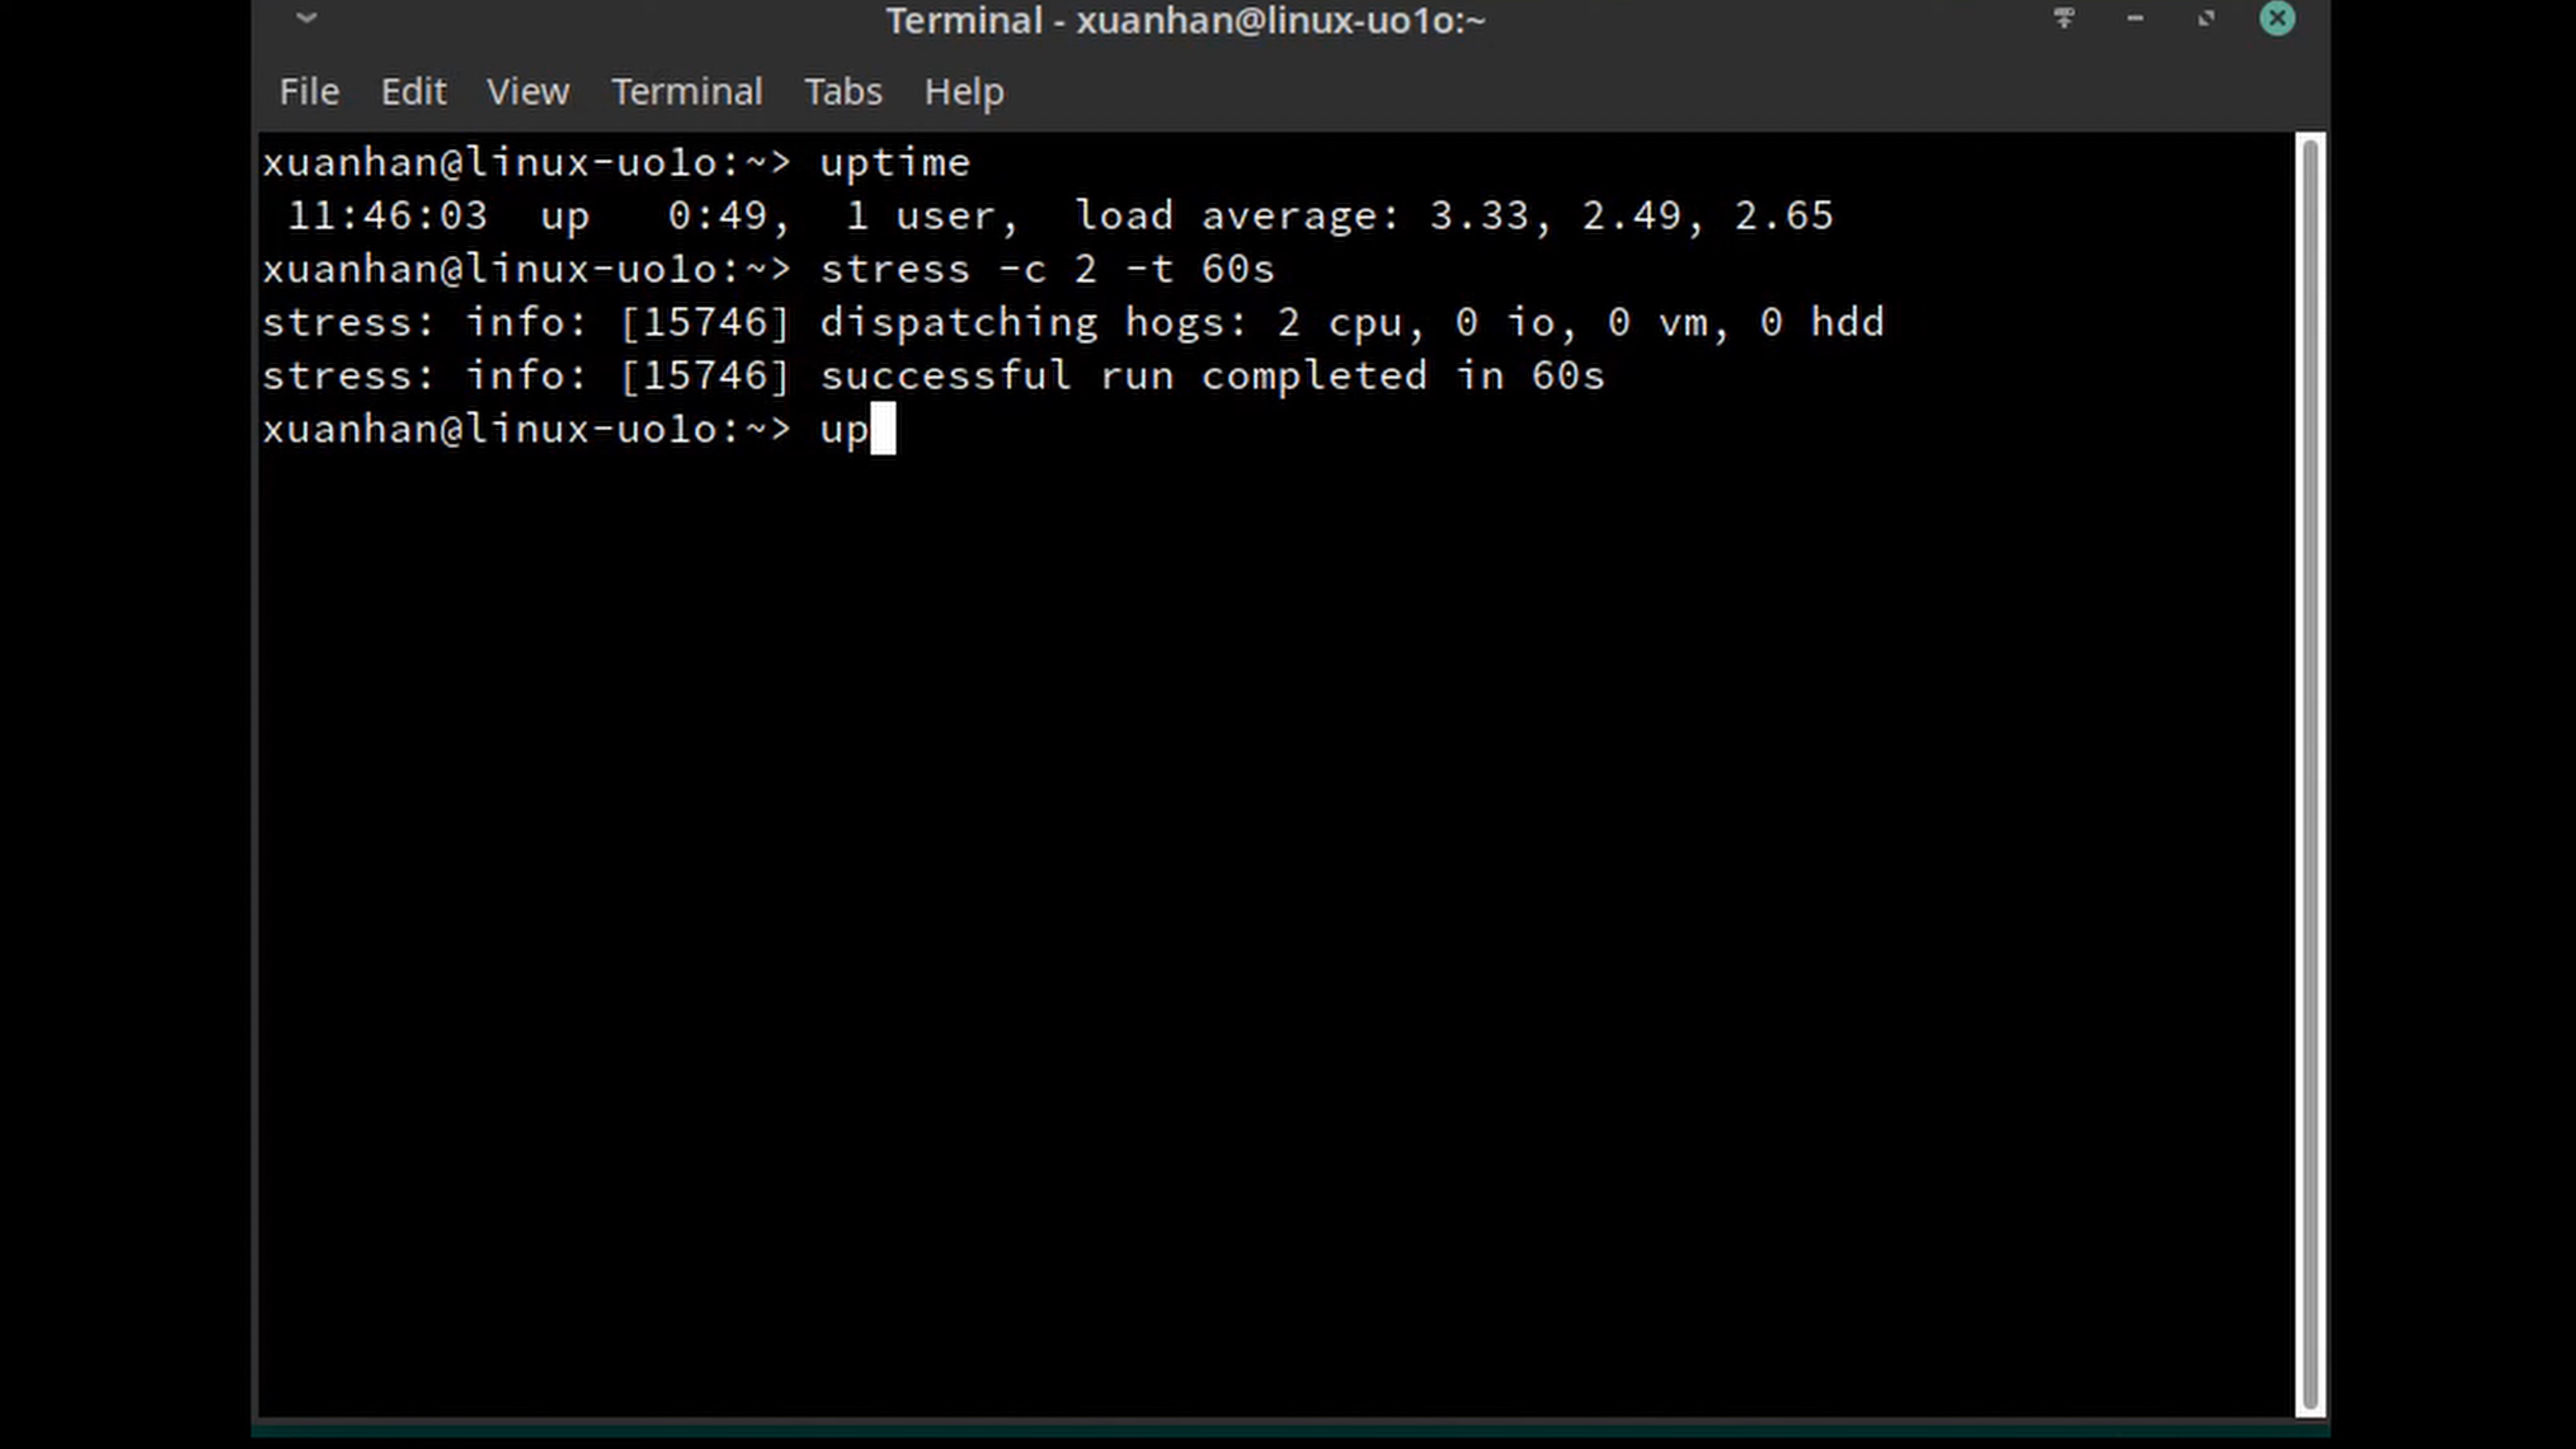 Terminal - xuanhan@linux-uo1o:~
File Edit View Terminal Tabs Help
xuanhan@linux-uo1o:~> uptime
 11:46:03  up   0:49,  1 user,  load average: 3.33, 2.49, 2.65
xuanhan@linux-uo1o:~> stress -c 2 -t 60s
stress: info: [15746] dispatching hogs: 2 cpu, 0 io, 0 vm, 0 hdd
stress: info: [15746] successful run completed in 60s
xuanhan@linux-uo1o:~> up